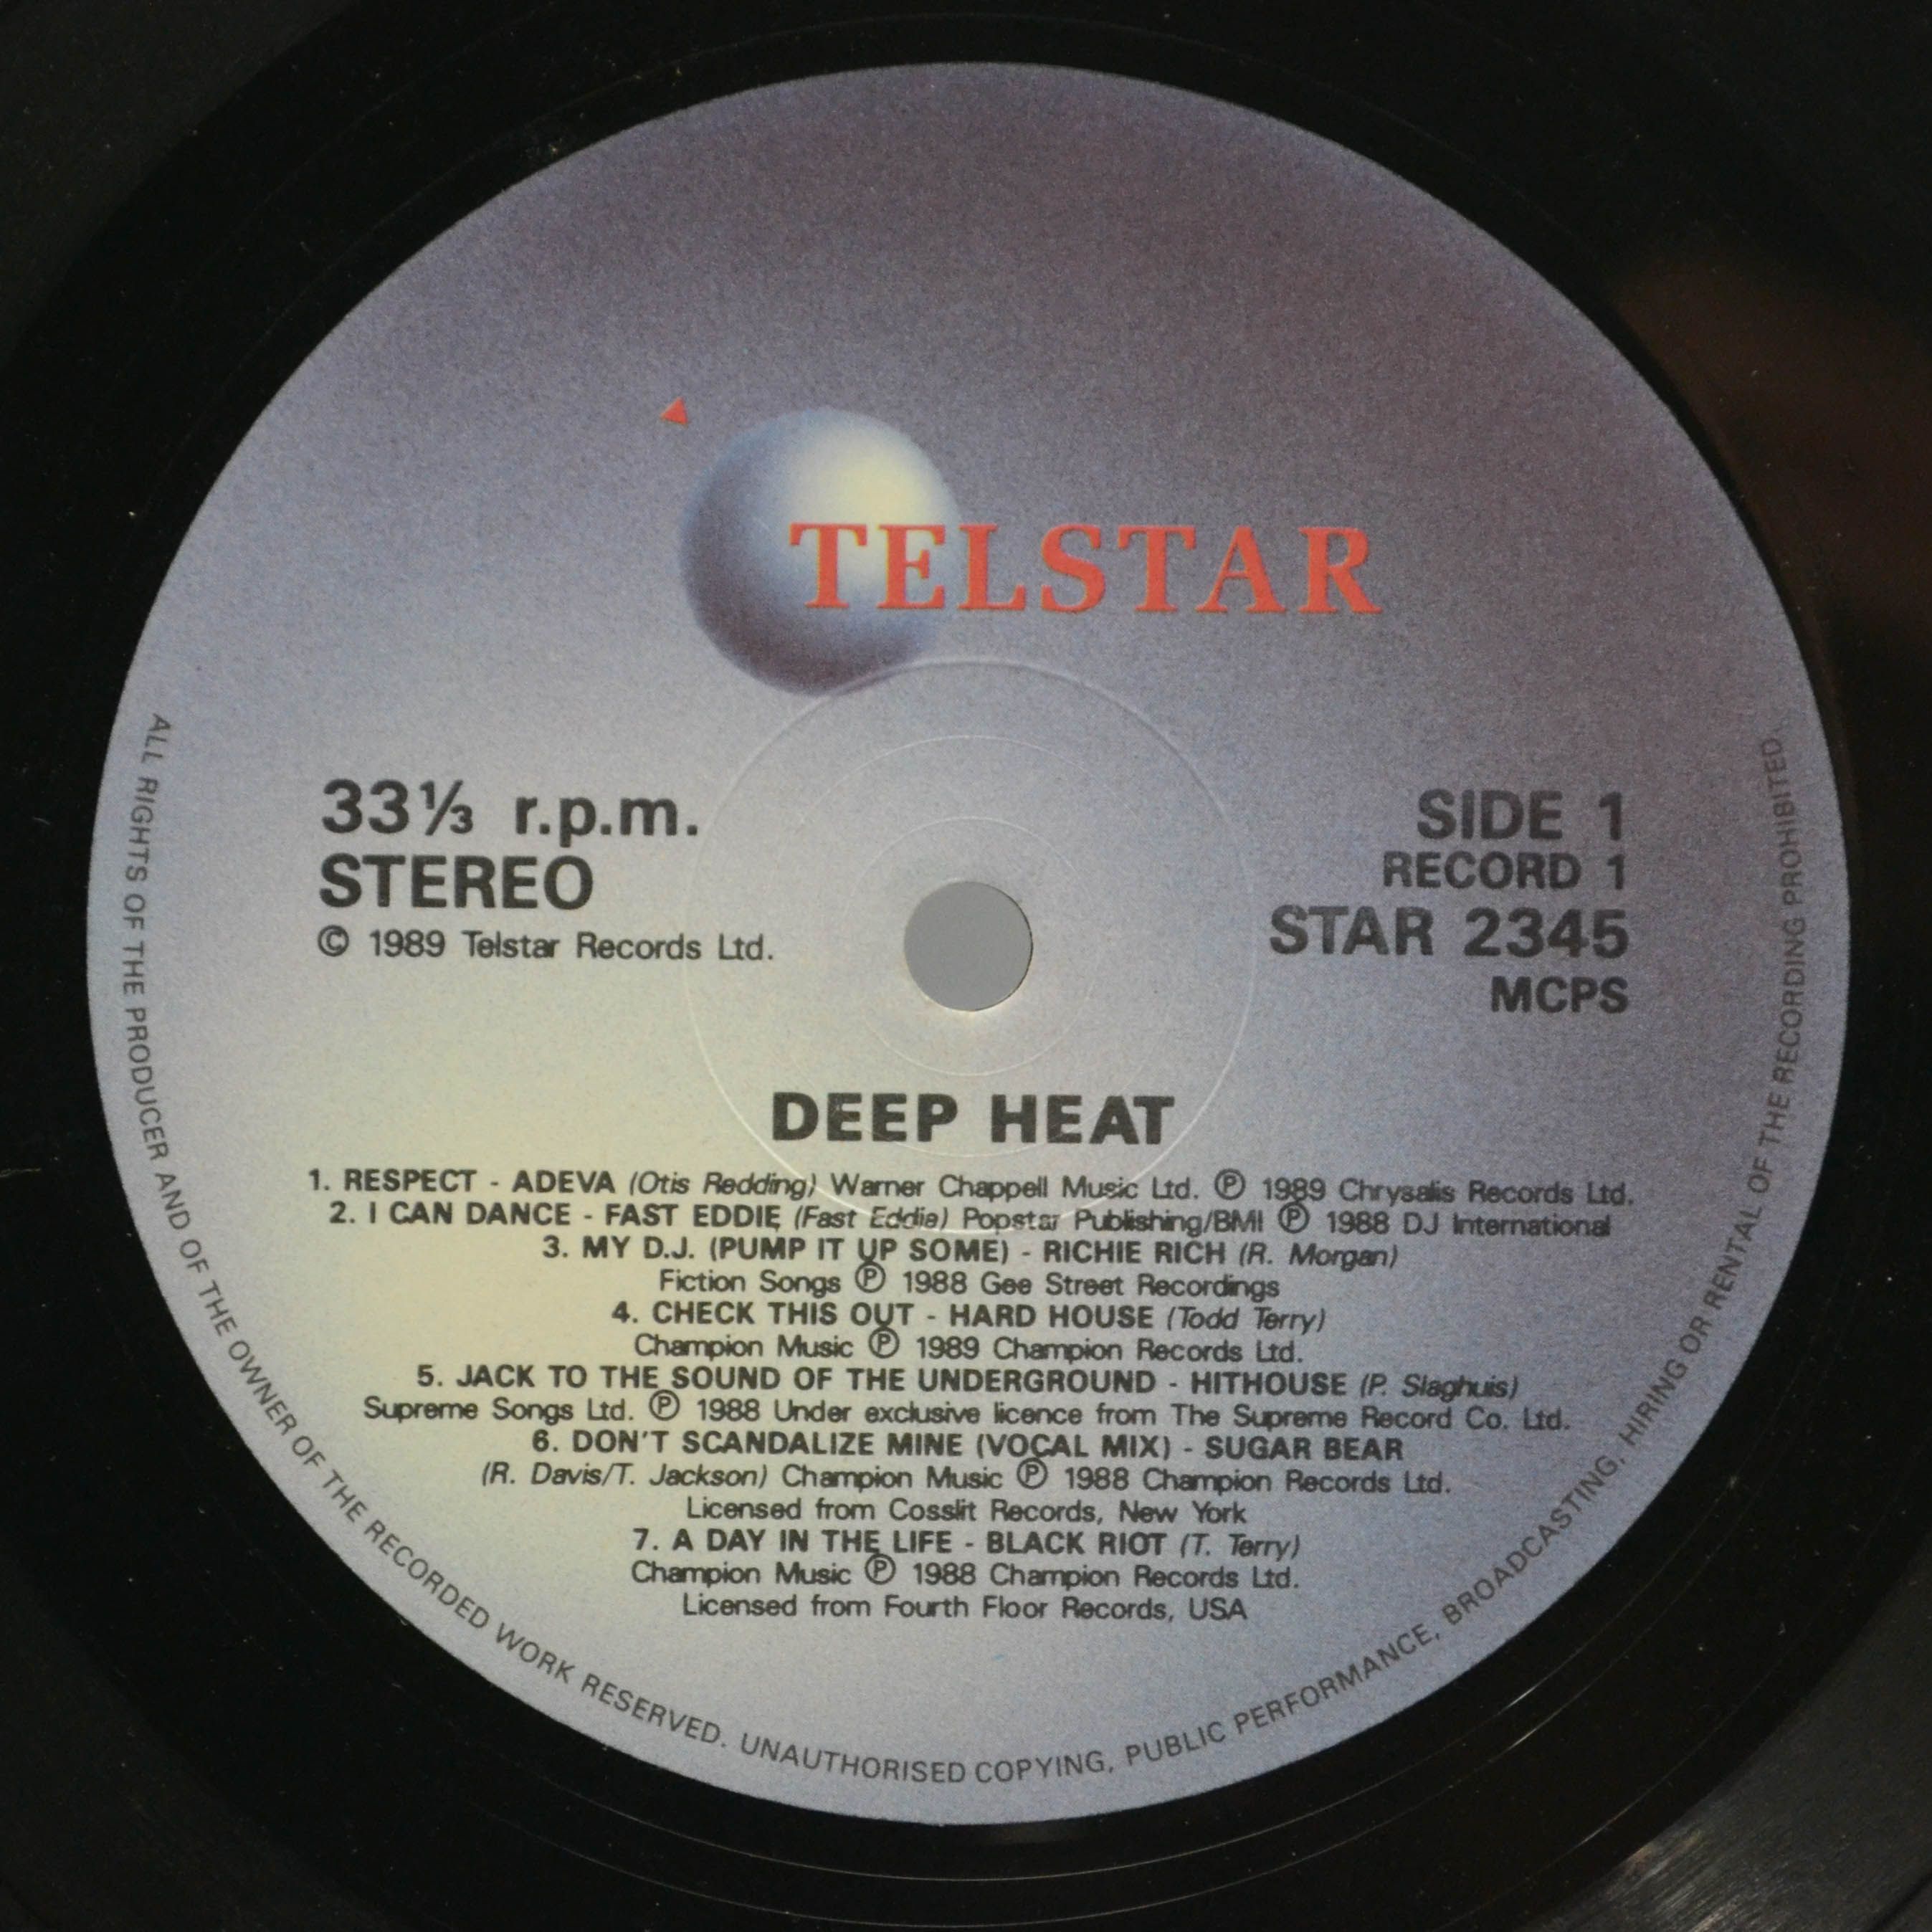 TELSTAR
33⅓ r.p.m.
STEREO
© 1989 Telstar Records Ltd.
SIDE 1
RECORD 1
STAR 2345
MCPS
DEEP HEAT
1. RESPECT - ADEVA (Otis Redding) Warner Chappell Music Ltd. Ⓟ 1989 Chrysalis Records Ltd.
2. I CAN DANCE - FAST EDDIE (Fast Eddie) Popstar Publishing/BMI Ⓟ 1988 DJ International
3. MY D.J. (PUMP IT UP SOME) - RICHIE RICH (R. Morgan)
Fiction Songs Ⓟ 1988 Gee Street Recordings
4. CHECK THIS OUT - HARD HOUSE (Todd Terry)
Champion Music Ⓟ 1989 Champion Records Ltd.
5. JACK TO THE SOUND OF THE UNDERGROUND - HITHOUSE (P. Slaghuis)
Supreme Songs Ltd. Ⓟ 1988 Under exclusive licence from The Supreme Record Co. Ltd.
6. DON'T SCANDALIZE MINE (VOCAL MIX) - SUGAR BEAR
(R. Davis/T. Jackson) Champion Music Ⓟ 1988 Champion Records Ltd.
Licensed from Cosslit Records, New York
7. A DAY IN THE LIFE - BLACK RIOT (T. Terry)
Champion Music Ⓟ 1988 Champion Records Ltd.
Licensed from Fourth Floor Records, USA
ALL RIGHTS OF THE PRODUCER AND OF THE OWNER OF THE RECORDED WORK RESERVED. UNAUTHORISED COPYING, PUBLIC PERFORMANCE, BROADCASTING, HIRING OR RENTAL OF THE RECORDING PROHIBITED.